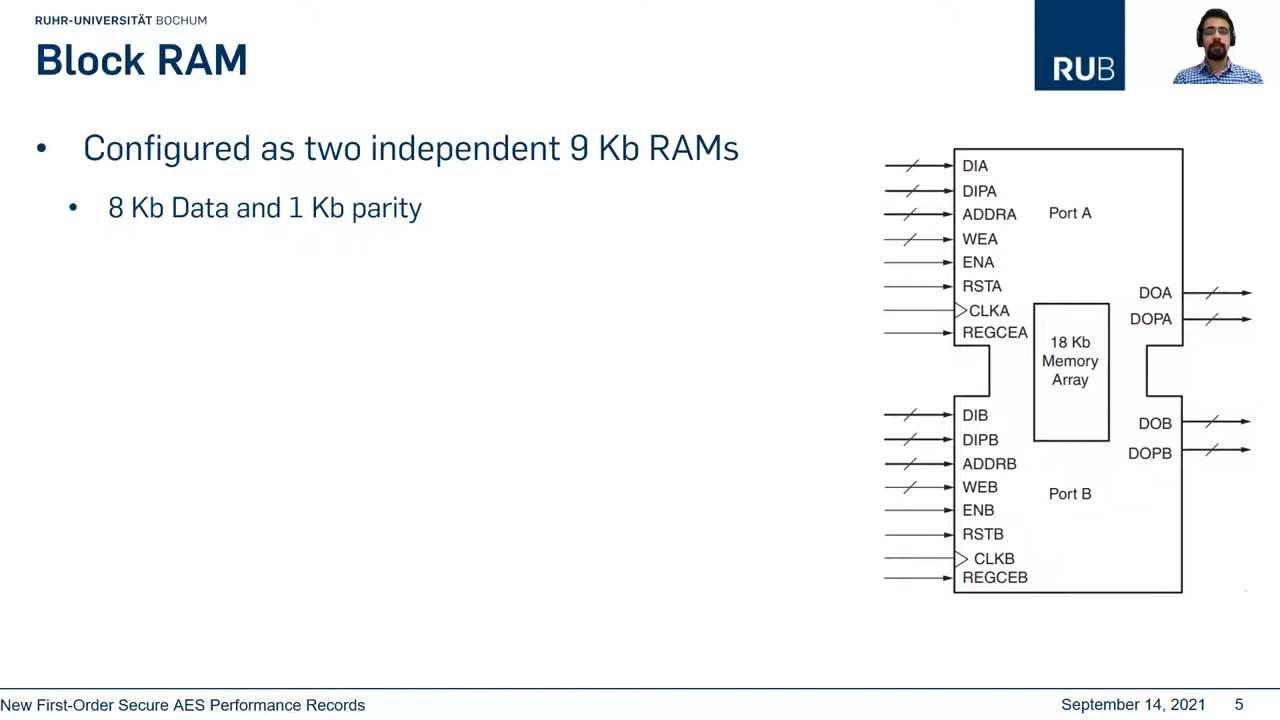 RUHR-UNIVERSITÄT BOCHUM
Block RAM
RUB
• Configured as two independent 9 Kb RAMs
• 8 Kb Data and 1 Kb parity
DIA
DIPA
ADDRA
Port A
WEA
ENA
RSTA
DOA
CLKA
DOPA
REGCEA
18 Kb
Memory
Array
DIB
DOB
DIPB
DOPB
ADDRB
WEB
Port B
ENB
RSTB
CLKB
REGCEB
New First-Order Secure AES Performance Records
September 14, 2021 5